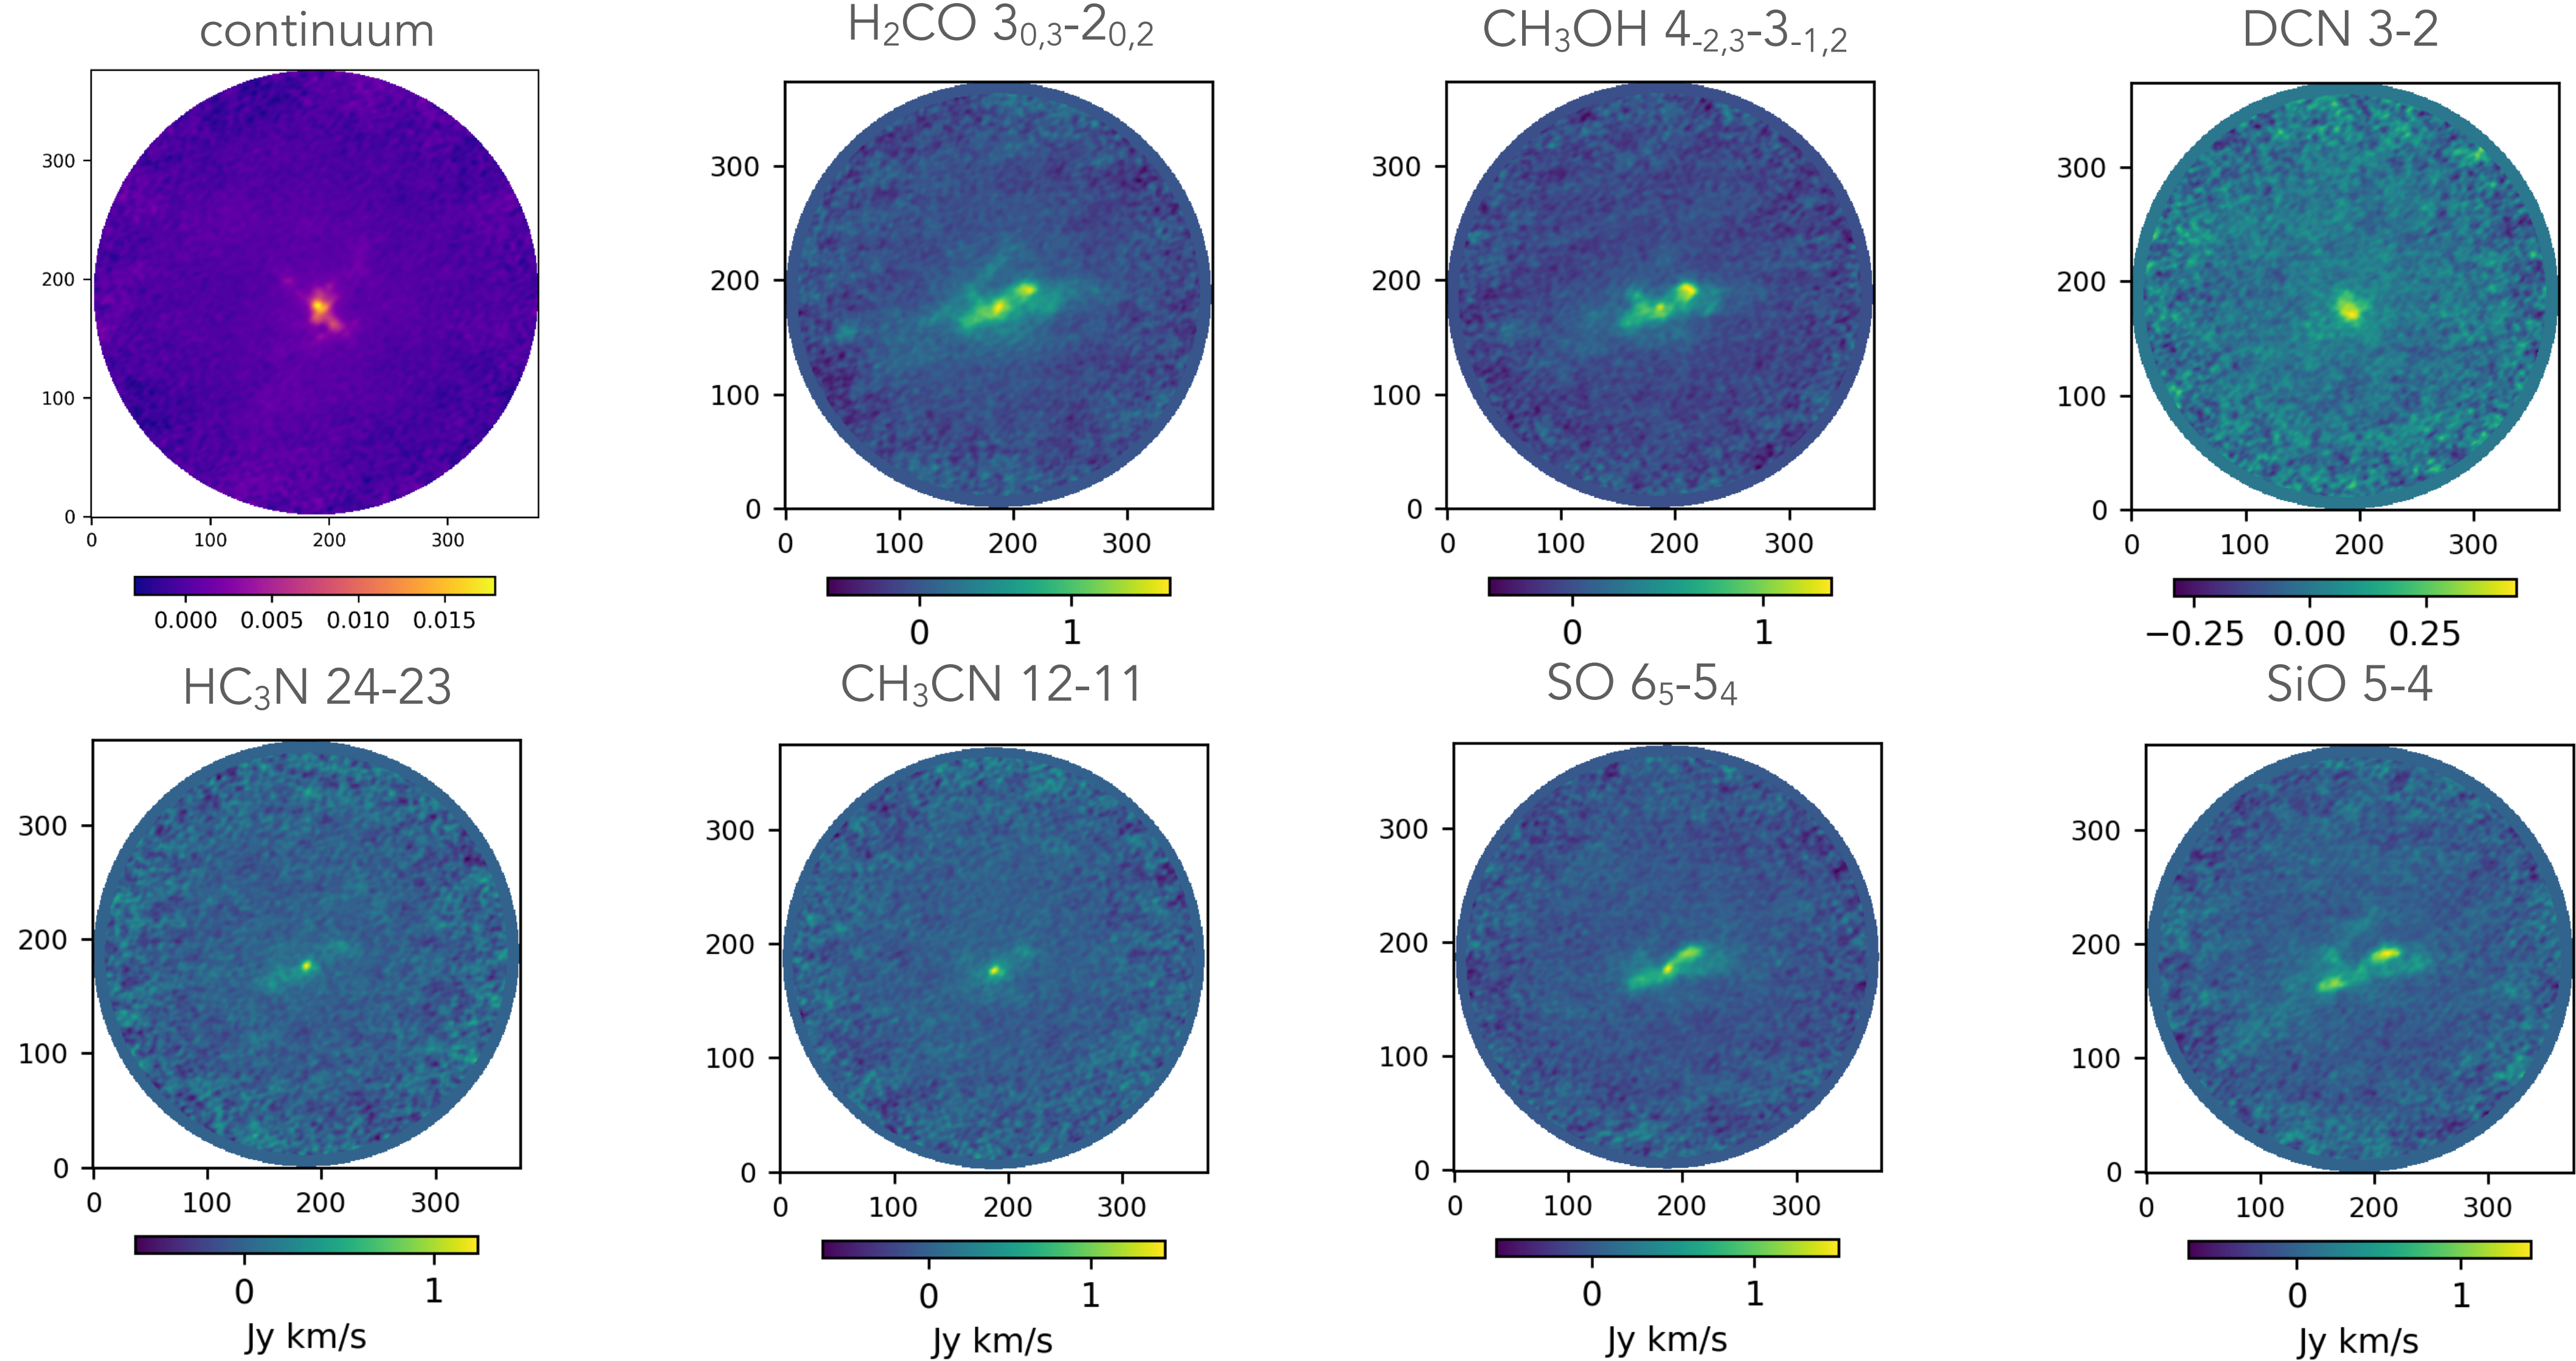 continuum
H₂CO 3₀,₃-2₀,₂
CH₃OH 4₋₂,₃-3₋₁,₂
DCN 3-2
300
200
100
0
0 100 200 300
0.000 0.005 0.010 0.015
300
200
100
0
0 100 200 300
0 1
300
200
100
0
0 100 200 300
0 1
300
200
100
0
0 100 200 300
−0.25 0.00 0.25
HC₃N 24-23
CH₃CN 12-11
SO 6₅-5₄
SiO 5-4
300
200
100
0
0 100 200 300
0 1
Jy km/s
300
200
100
0
0 100 200 300
0 1
Jy km/s
300
200
100
0
0 100 200 300
0 1
Jy km/s
300
200
100
0
0 100 200 300
0 1
Jy km/s